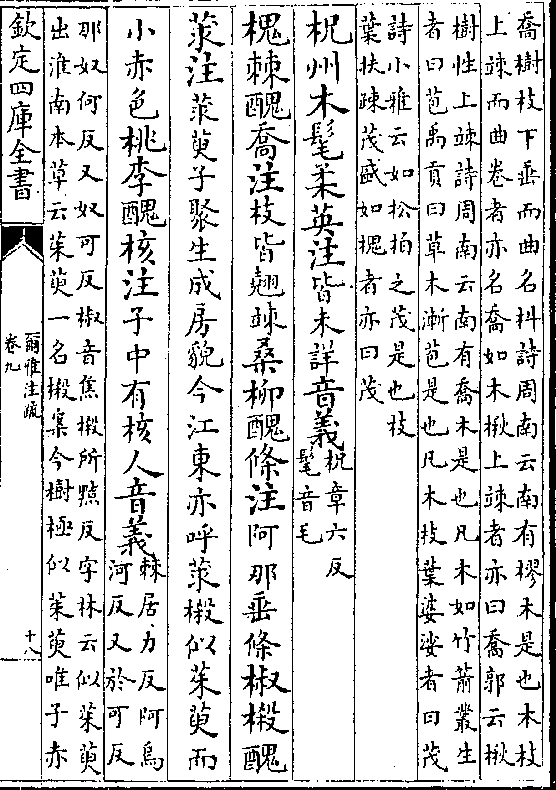 喬樹枝下垂而曲名朻詩周南云南有樛木是也木枝
上竦而曲卷者亦名喬如木楸上竦者亦曰喬郭云楸
樹性上竦詩周南云南有喬木是也凡木如竹箭叢生
者曰苞禹貢曰草木漸苞是也凡木枝葉婆娑者曰茂
詩小雅云如松柏之茂是也枝
葉扶疎茂盛如槐者亦曰茂
柷州木髦柔英注皆未詳音義柷章六反
髦音毛
槐棘醜喬注枝皆翹竦桑柳醜條注阿那垂條椒樧醜
莍注莍萸子聚生成房貌今江東亦呼莍樧似茱萸而
小赤色桃李醜核注子中有核人音義棘居力反阿烏
河反又於可反
那奴何反又奴可反椒音焦樧所黠反字林云似茱萸
出淮南本草云茱萸一名樧案今樹極似茱萸唯子赤
欽定四庫全書
爾雅注疏
卷九
十八